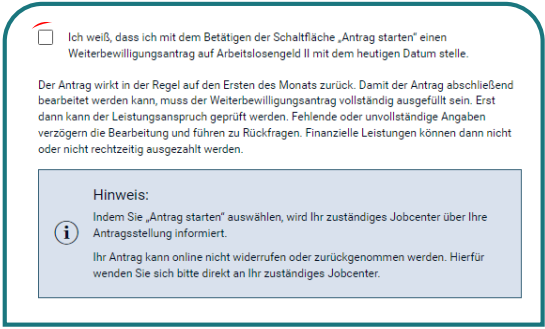 Ich weiß, dass ich mit dem Betätigen der Schaltfläche „Antrag starten“ einen
Weiterbewilligungsantrag auf Arbeitslosengeld II mit dem heutigen Datum stelle.
Der Antrag wirkt in der Regel auf den Ersten des Monats zurück. Damit der Antrag abschließend
bearbeitet werden kann, muss der Weiterbewilligungsantrag vollständig ausgefüllt sein. Erst
dann kann der Leistungsanspruch geprüft werden. Fehlende oder unvollständige Angaben
verzögern die Bearbeitung und führen zu Rückfragen. Finanzielle Leistungen können dann nicht
oder nicht rechtzeitig ausgezahlt werden.
Hinweis:
Indem Sie „Antrag starten“ auswählen, wird Ihr zuständiges Jobcenter über Ihre
Antragsstellung informiert.
Ihr Antrag kann online nicht widerrufen oder zurückgenommen werden. Hierfür
wenden Sie sich bitte direkt an Ihr zuständiges Jobcenter.